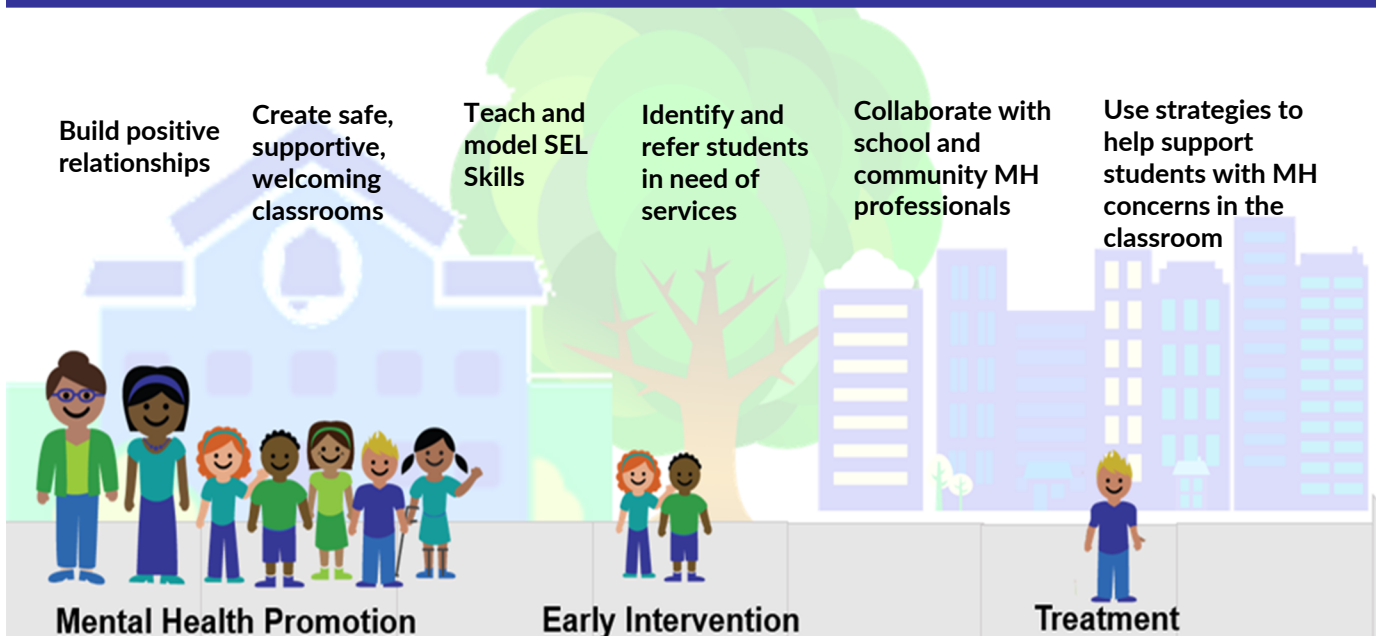 Build positive
relationships
Create safe,
supportive,
welcoming
classrooms
Teach and
model SEL
Skills
Identify and
refer students
in need of
services
Collaborate with
school and
community MH
professionals
Use strategies to
help support
students with MH
concerns in the
classroom
Mental Health Promotion
Early Intervention
Treatment